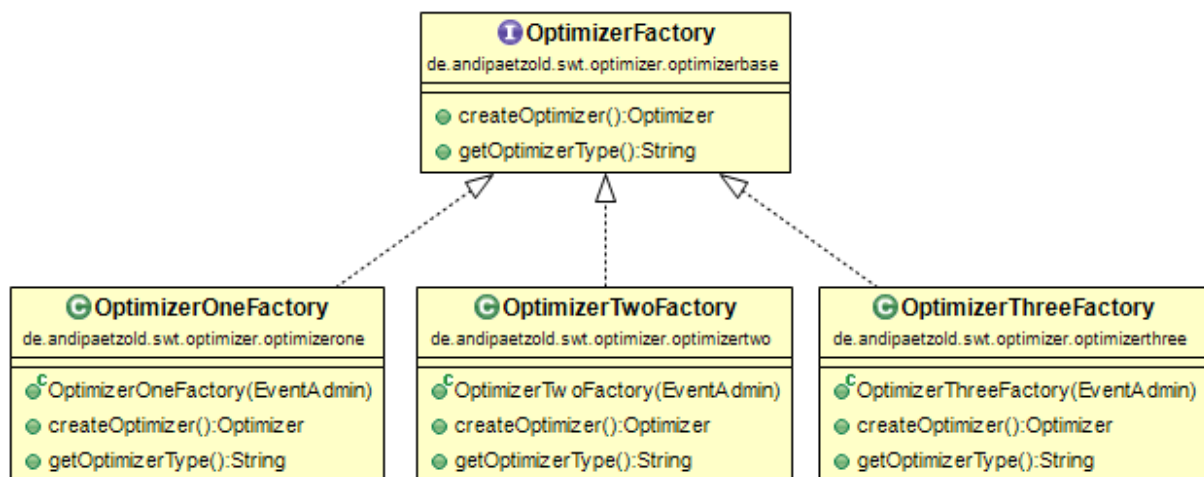 I OptimizerFactory
de.andipaetzold.swt.optimizer.optimizerbase
createOptimizer():Optimizer
getOptimizerType():String
C OptimizerOneFactory
de.andipaetzold.swt.optimizer.optimizerone
C OptimizerOneFactory(EventAdmin)
createOptimizer():Optimizer
getOptimizerType():String
C OptimizerTwoFactory
de.andipaetzold.swt.optimizer.optimizertwo
C OptimizerTwoFactory(EventAdmin)
createOptimizer():Optimizer
getOptimizerType():String
C OptimizerThreeFactory
de.andipaetzold.swt.optimizer.optimizerthree
C OptimizerThreeFactory(EventAdmin)
createOptimizer():Optimizer
getOptimizerType():String